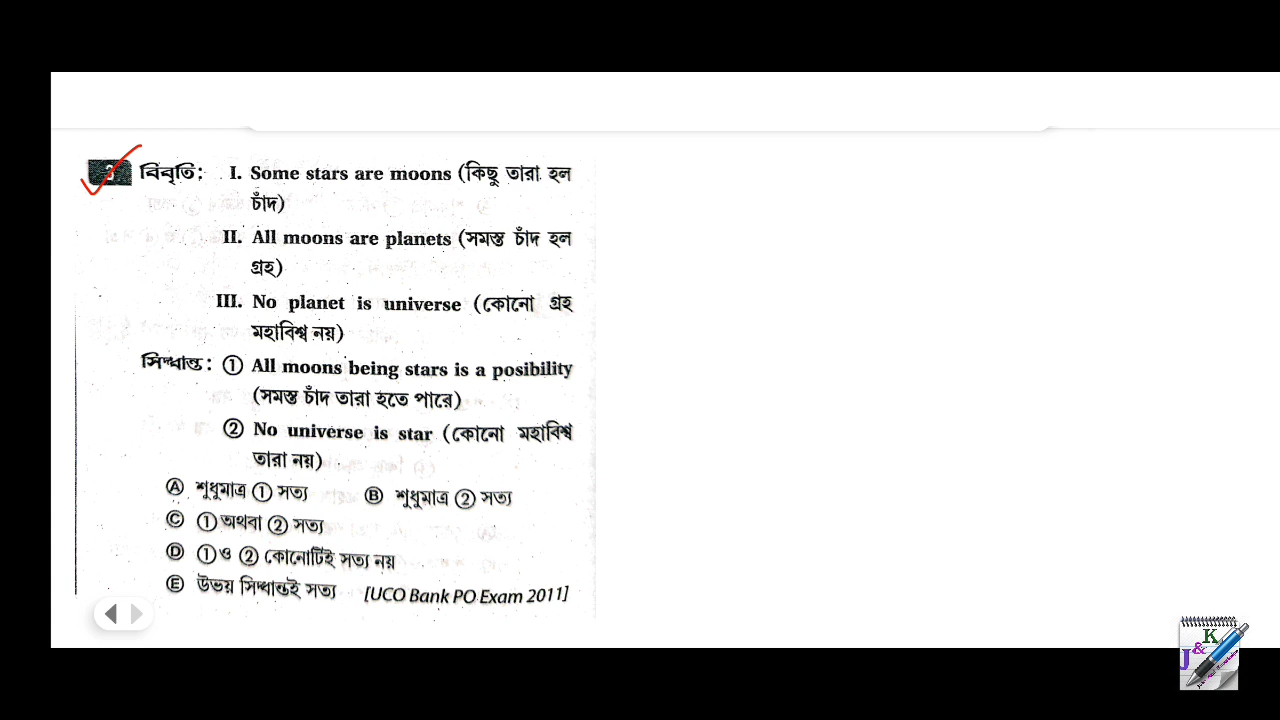 3 বিবৃতি: I. Some stars are moons (কিছু তারা হল
চাঁদ)
II. All moons are planets (সমস্ত চাঁদ হল
গ্রহ)
III. No planet is universe (কোনো গ্রহ
মহাবিশ্ব নয়)
সিদ্ধান্ত: ① All moons being stars is a posibility
(সমস্ত চাঁদ তারা হতে পারে)
② No universe is star (কোনো মহাবিশ্ব
তারা নয়)
Ⓐ শুধুমাত্র ① সত্য Ⓑ শুধুমাত্র ② সত্য
Ⓒ ① অথবা ② সত্য
Ⓓ ① ও ② কোনোটিই সত্য নয়
Ⓔ উভয় সিদ্ধান্তই সত্য [UCO Bank PO Exam 2011]
J&K